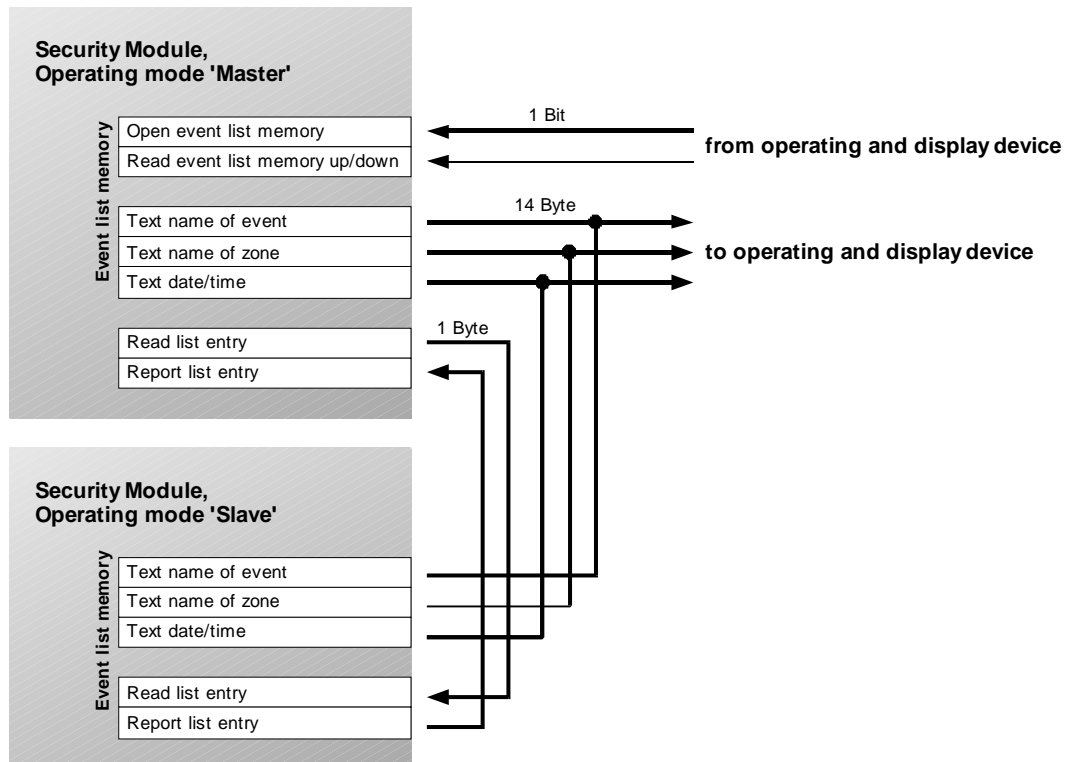 Security Module,
Operating mode 'Master'
Event list memory
Open event list memory
Read event list memory up/down
Text name of event
Text name of zone
Text date/time
Read list entry
Report list entry
1 Bit
from operating and display device
14 Byte
to operating and display device
1 Byte
Security Module,
Operating mode 'Slave'
Event list memory
Text name of event
Text name of zone
Text date/time
Read list entry
Report list entry